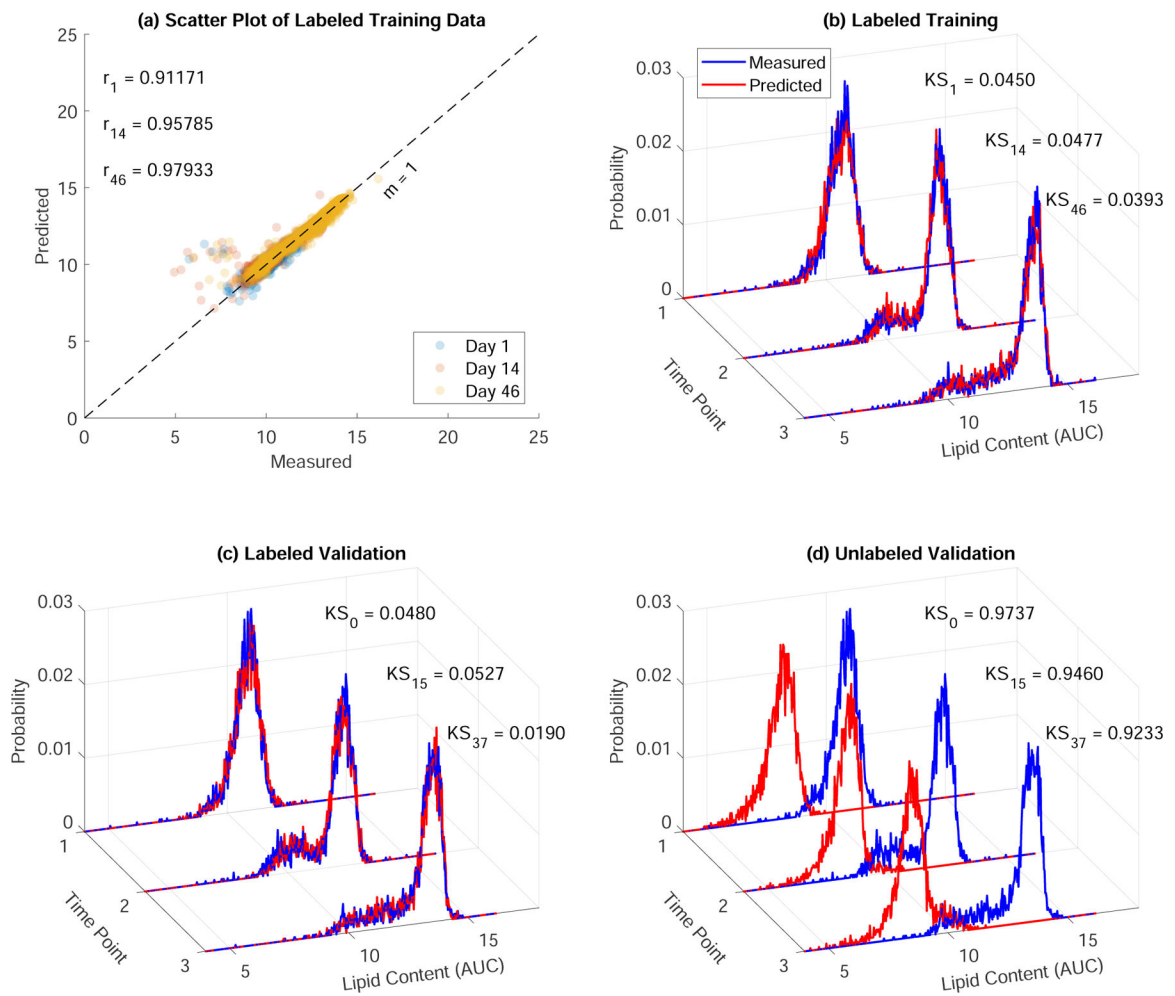 (a) Scatter Plot of Labeled Training Data
25
20
15
10
5
0
Predicted
r1 = 0.91171
r14 = 0.95785
r46 = 0.97933
m = 1
Day 1
Day 14
Day 46
0 5 10 15 20 25
Measured
(b) Labeled Training
Measured
Predicted
0.03
0.02
0.01
0
Probability
KS1 = 0.0450
KS14 = 0.0477
KS46 = 0.0393
1
2
3
Time Point
5 10 15
Lipid Content (AUC)
(c) Labeled Validation
0.03
0.02
0.01
0
Probability
KS0 = 0.0480
KS15 = 0.0527
KS37 = 0.0190
1
2
3
Time Point
5 10 15
Lipid Content (AUC)
(d) Unlabeled Validation
0.03
0.02
0.01
0
Probability
KS0 = 0.9737
KS15 = 0.9460
KS37 = 0.9233
1
2
3
Time Point
5 10 15
Lipid Content (AUC)